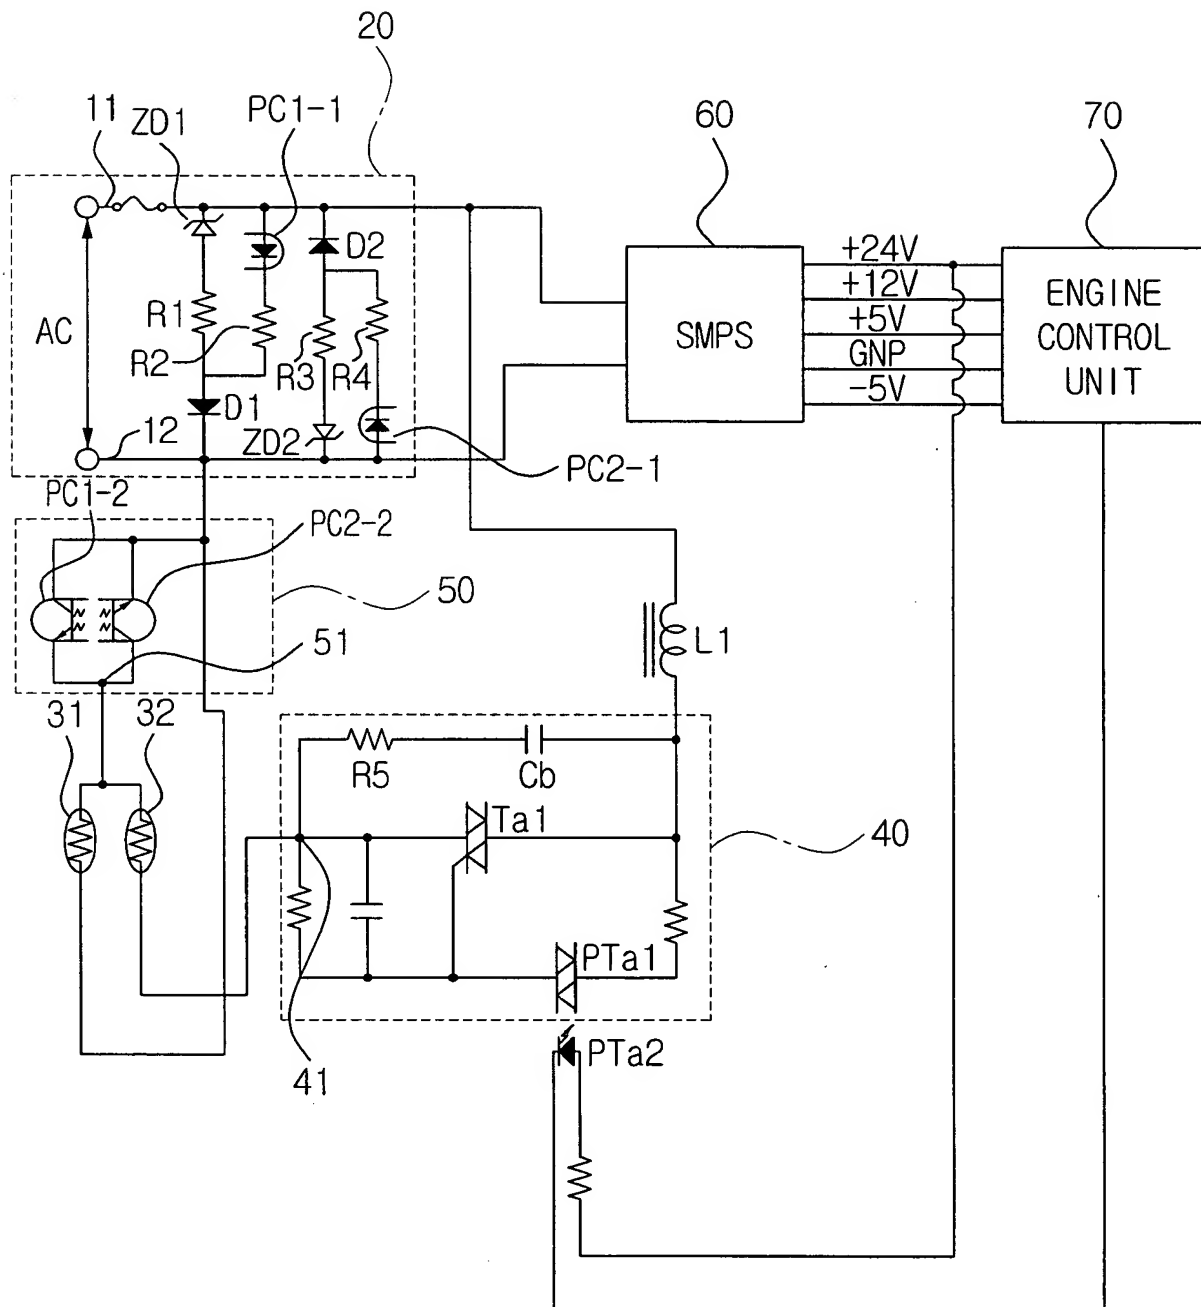 20
11
ZD1
PC1-1
60
70
AC
R1
R2
D1
D2
R3
R4
ZD2
12
PC2-1
SMPS
+24V
+12V
+5V
GNP
-5V
ENGINE
CONTROL
UNIT
PC1-2
PC2-2
50
51
L1
31
32
R5
Cb
Ta1
40
PTa1
41
PTa2